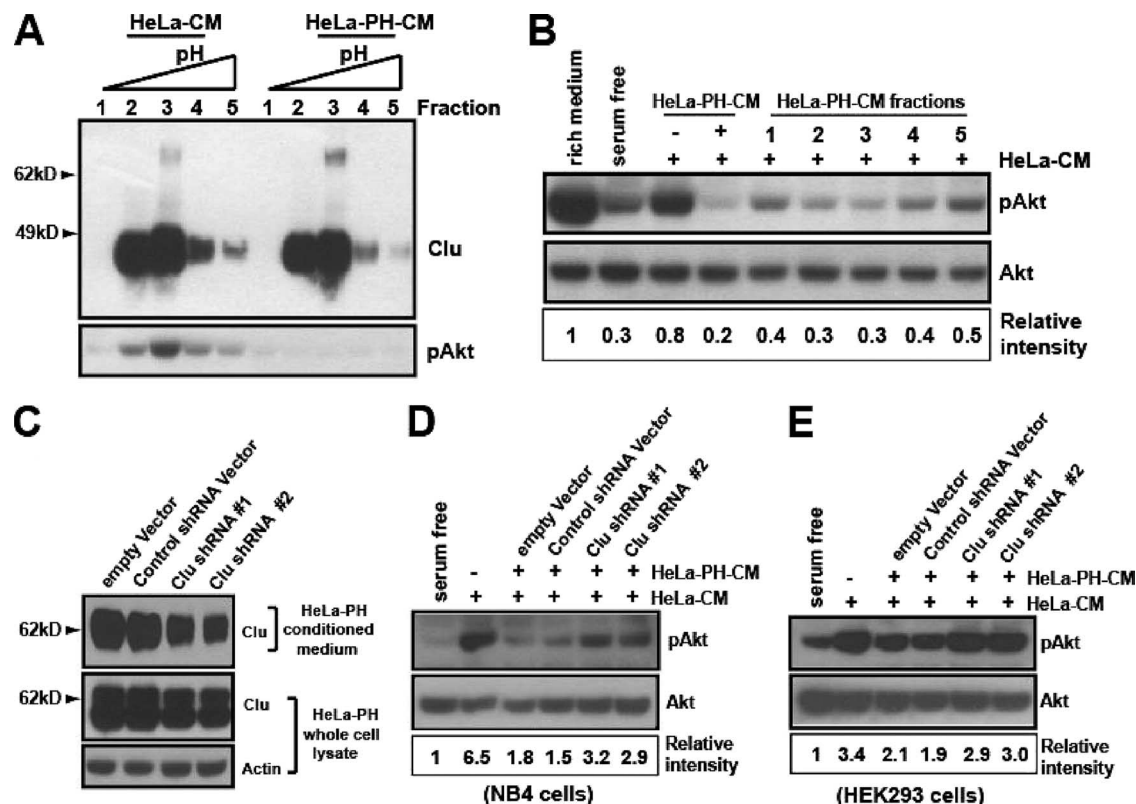 A
HeLa-CM HeLa-PH-CM
pH pH
1 2 3 4 5 1 2 3 4 5 Fraction
62kD
49kD
Clu
pAkt
B
rich medium
serum free
HeLa-PH-CM HeLa-PH-CM fractions
- + 1 2 3 4 5
+ + + + + + + HeLa-CM
pAkt
Akt
1 0.3 0.8 0.2 0.4 0.3 0.3 0.4 0.5 Relative intensity
C
empty Vector
Control shRNA Vector
Clu shRNA #1
Clu shRNA #2
62kD Clu HeLa-PH conditioned medium
62kD Clu
Actin
HeLa-PH whole cell lysate
D
serum free
empty Vector
Control shRNA Vector
Clu shRNA #1
Clu shRNA #2
- + + + + HeLa-PH-CM
+ + + + + HeLa-CM
pAkt
Akt
1 6.5 1.8 1.5 3.2 2.9 Relative intensity
(NB4 cells)
E
serum free
empty Vector
Control shRNA Vector
Clu shRNA #1
Clu shRNA #2
- + + + + HeLa-PH-CM
+ + + + + HeLa-CM
pAkt
Akt
1 3.4 2.1 1.9 2.9 3.0 Relative intensity
(HEK293 cells)